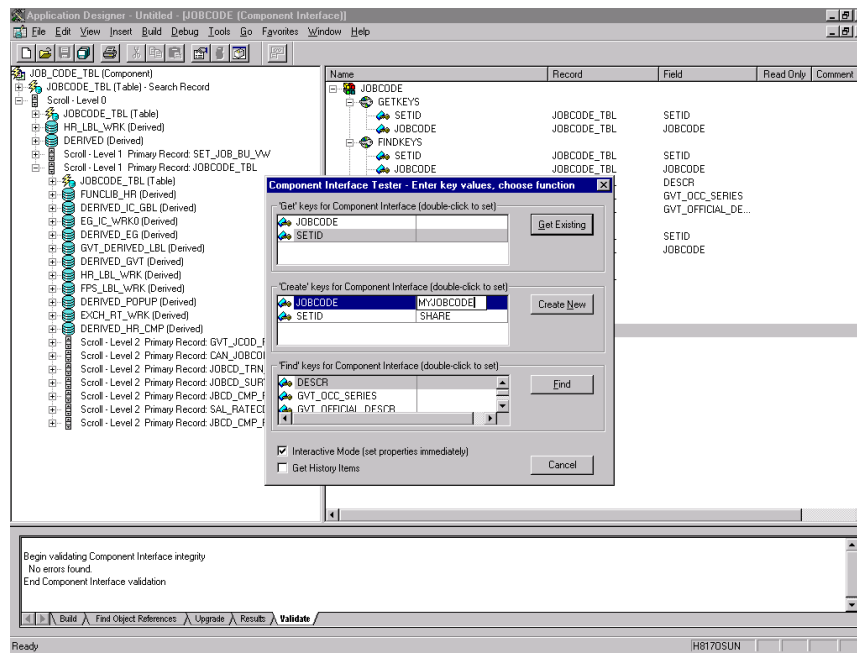 Application Designer - Untitled - [JOBCODE (Component Interface)]
File Edit View Insert Build Debug Tools Go Favorites Window Help
JOB_CODE_TBL (Component)
JOBCODE_TBL (Table) - Search Record
Scroll - Level 0
JOBCODE_TBL (Table)
HR_LBL_WRK (Derived)
DERIVED (Derived)
Scroll - Level 1 Primary Record: SET_JOB_BU_VW
Scroll - Level 1 Primary Record: JOBCODE_TBL
JOBCODE_TBL (Table)
FUNCLIB_HR (Derived)
DERIVED_IC_GBL (Derived)
EG_IC_WRK0 (Derived)
DERIVED_EG (Derived)
GVT_DERIVED_LBL (Derived)
DERIVED_GVT (Derived)
HR_LBL_WRK (Derived)
FPS_LBL_WRK (Derived)
DERIVED_POPUP (Derived)
EXCH_RT_WRK (Derived)
DERIVED_HR_CMP (Derived)
Scroll - Level 2 Primary Record: GVT_JCOD_
Scroll - Level 2 Primary Record: CAN_JOBCO
Scroll - Level 2 Primary Record: JOBCD_TRN_
Scroll - Level 2 Primary Record: JOBCD_SUR
Scroll - Level 2 Primary Record: JBCD_CMP_
Scroll - Level 2 Primary Record: SAL_RATEC
Scroll - Level 2 Primary Record: JBCD_CMP_
Name Record Field Read Only Comment
JOBCODE
GETKEYS
SETID JOBCODE_TBL SETID
JOBCODE JOBCODE_TBL JOBCODE
FINDKEYS
SETID JOBCODE_TBL SETID
JOBCODE JOBCODE_TBL JOBCODE
DESCR
GVT_OCC_SERIES
GVT_OFFICIAL_DE...
SETID
JOBCODE
Component Interface Tester - Enter key values, choose function
'Get' keys for Component Interface (double-click to set)
JOBCODE
SETID
Get Existing
'Create' keys for Component Interface (double-click to set)
JOBCODE MYJOBCODE
SETID SHARE
Create New
'Find' keys for Component Interface (double-click to set)
DESCR
GVT_OCC_SERIES
GVT_OFFICIAL_DESCR
Find
Interactive Mode (set properties immediately)
Get History Items
Cancel
Begin validating Component Interface integrity
No errors found.
End Component Interface validation
Build Find Object References Upgrade Results Validate
Ready H817OSUN